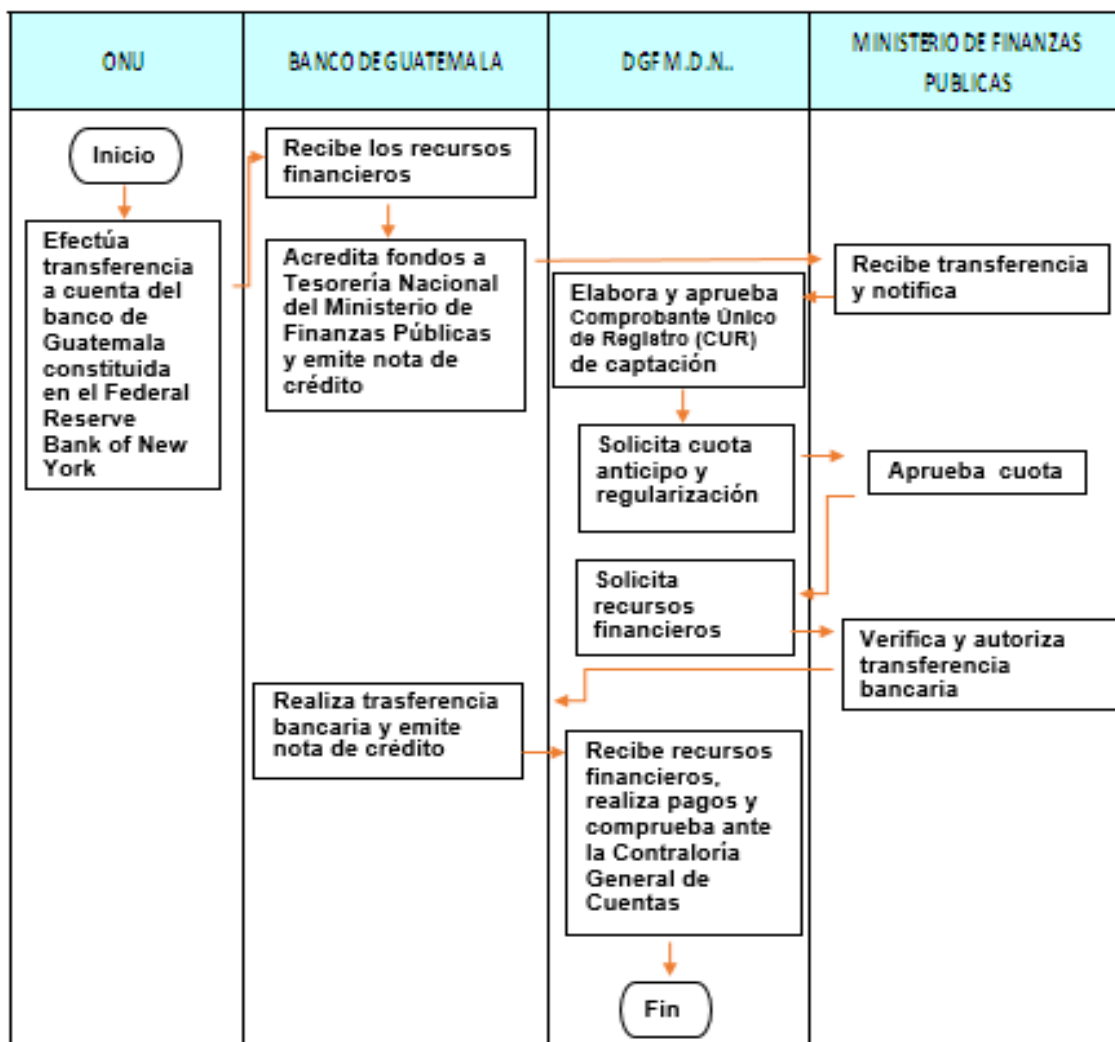 ONU
BANCO DE GUATEMALA
DGF M.D.N..
MINISTERIO DE FINANZAS
PUBLICAS
Inicio
Efectúa
transferencia
a cuenta del
banco de
Guatemala
constituida
en el Federal
Reserve
Bank of New
York
Recibe los recursos
financieros
Acredita fondos a
Tesorería Nacional
del Ministerio de
Finanzas Públicas
y emite nota de
crédito
Recibe transferencia
y notifica
Elabora y aprueba
Comprobante Único
de Registro (CUR)
de captación
Solicita cuota
anticipo y
regularización
Aprueba cuota
Solicita
recursos
financieros
Verifica y autoriza
transferencia
bancaria
Realiza trasferencia
bancaria y emite
nota de crédito
Recibe recursos
financieros,
realiza pagos y
comprueba ante
la Contraloría
General de
Cuentas
Fin